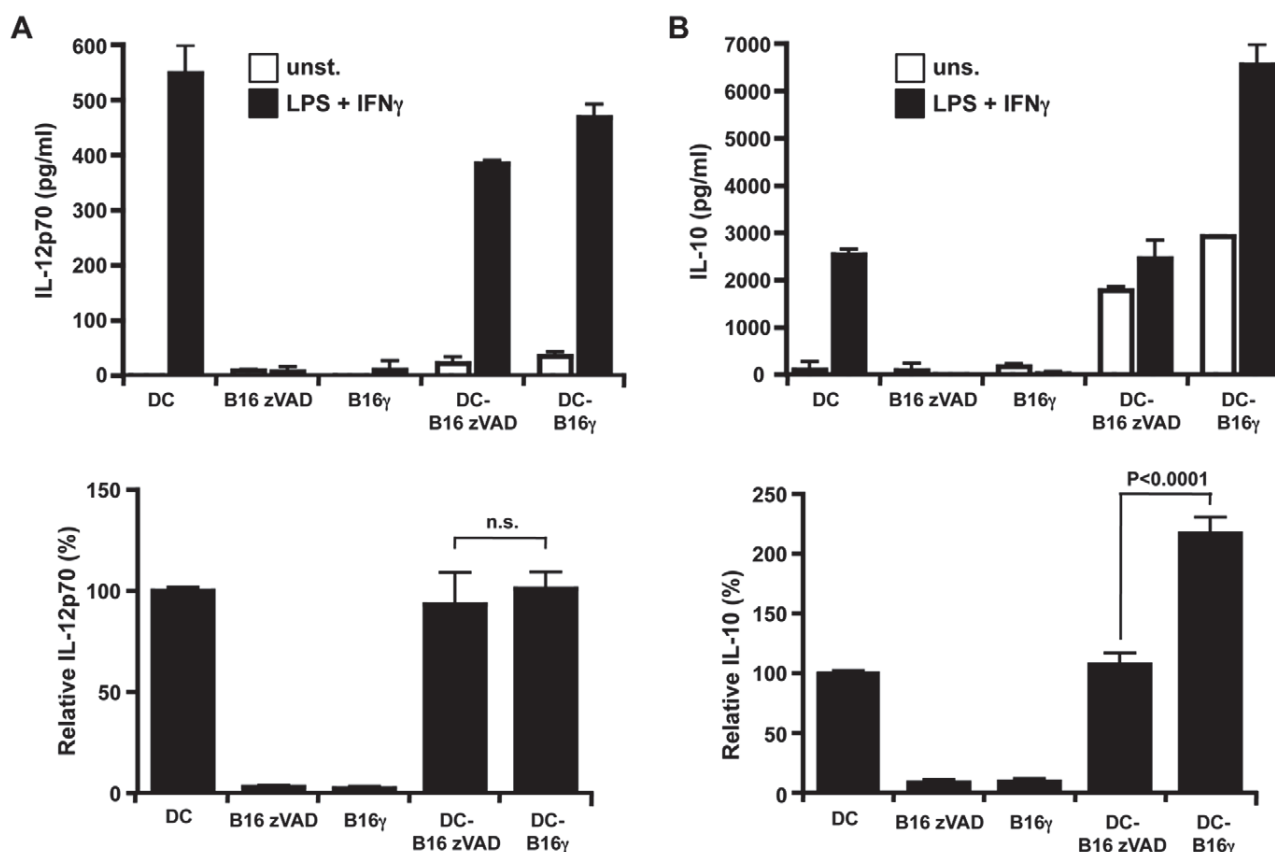 A
IL-12p70 (pg/ml)
600
500
400
300
200
100
0
unst.
LPS + IFNγ
DC
B16 zVAD
B16γ
DC-
B16 zVAD
DC-
B16γ
B
IL-10 (pg/ml)
7000
6000
5000
4000
3000
2000
1000
0
uns.
LPS + IFNγ
DC
B16 zVAD
B16γ
DC-
B16 zVAD
DC-
B16γ
Relative IL-12p70 (%)
150
100
50
0
n.s.
DC
B16 zVAD
B16γ
DC-
B16 zVAD
DC-
B16γ
Relative IL-10 (%)
250
200
150
100
50
0
P<0.0001
DC
B16 zVAD
B16γ
DC-
B16 zVAD
DC-
B16γ